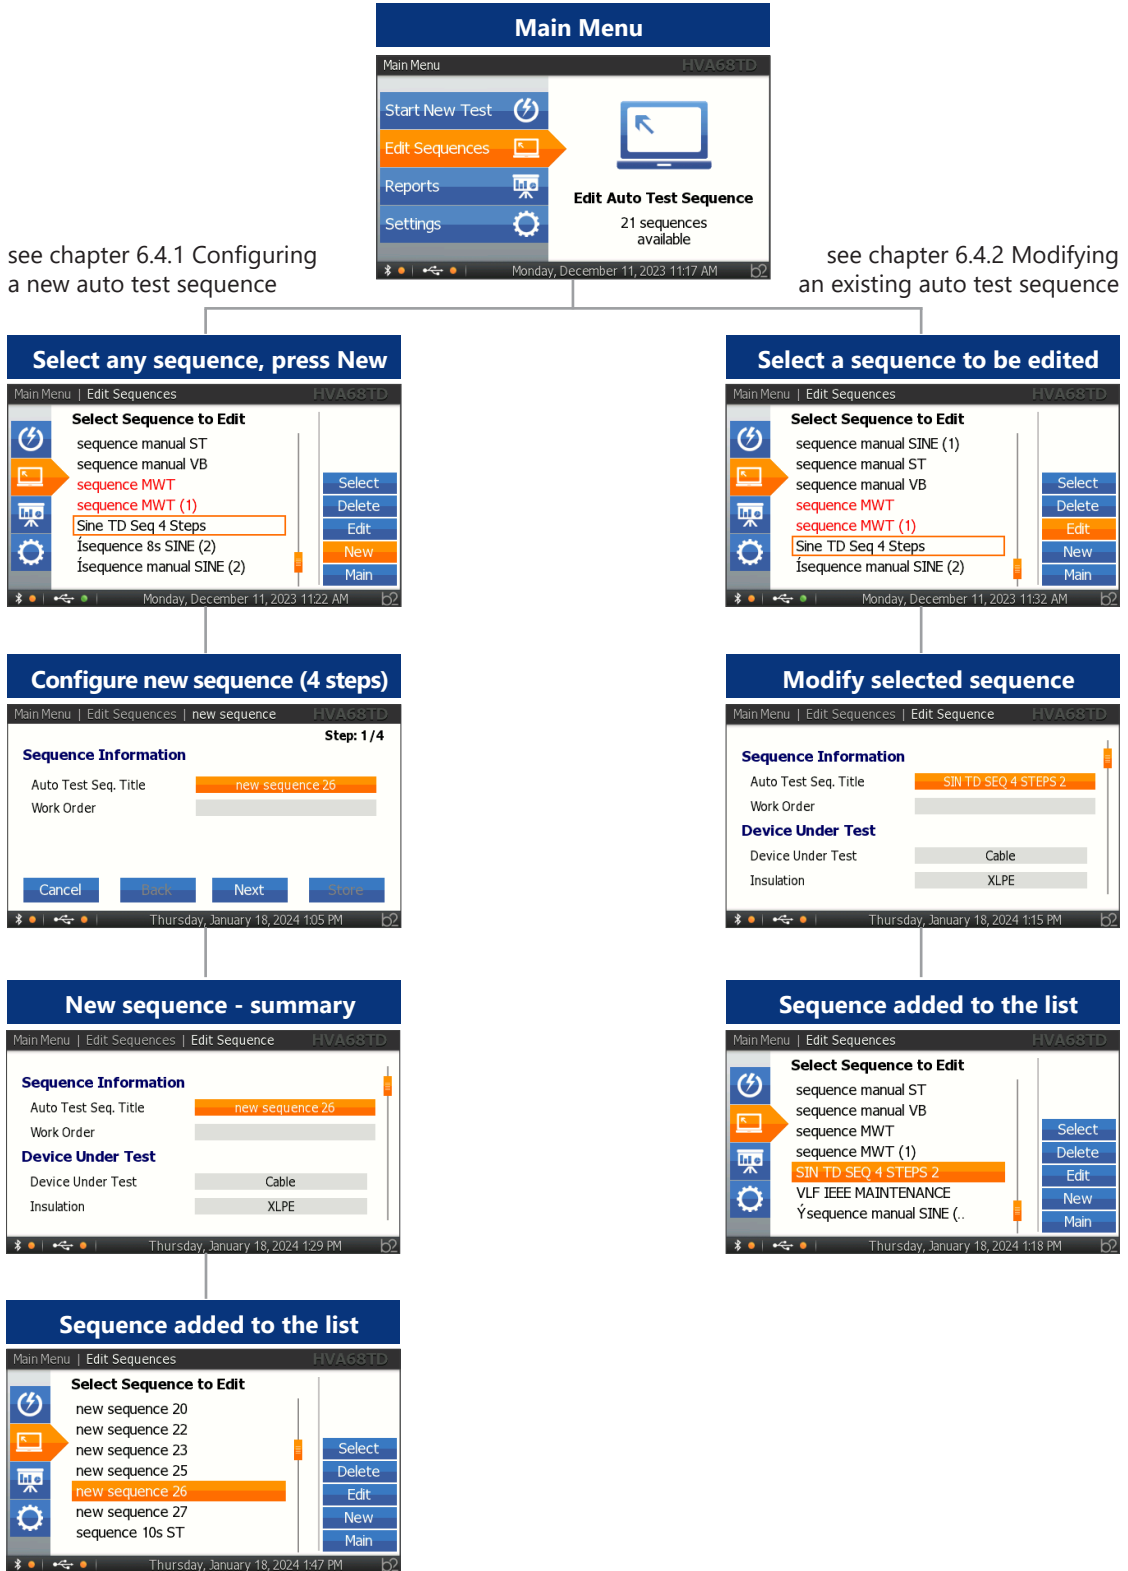 Main Menu
Main Menu HVA68TD
Start New Test
Edit Sequences
Reports
Settings
Edit Auto Test Sequence
21 sequences
available
Monday, December 11, 2023 11:17 AM b2
see chapter 6.4.1 Configuring
a new auto test sequence
see chapter 6.4.2 Modifying
an existing auto test sequence
Select any sequence, press New
Main Menu | Edit Sequences HVA68TD
Select Sequence to Edit
sequence manual ST
sequence manual VB
sequence MWT
sequence MWT (1)
Sine TD Seq 4 Steps
Ísequence 8s SINE (2)
Ísequence manual SINE (2)
Select
Delete
Edit
New
Main
Monday, December 11, 2023 11:22 AM b2
Configure new sequence (4 steps)
Main Menu | Edit Sequences | new sequence HVA68TD
Step: 1/4
Sequence Information
Auto Test Seq. Title new sequence 26
Work Order
Cancel Back Next Store
Thursday, January 18, 2024 1:05 PM b2
New sequence - summary
Main Menu | Edit Sequences | Edit Sequence HVA68TD
Sequence Information
Auto Test Seq. Title new sequence 26
Work Order
Device Under Test
Device Under Test Cable
Insulation XLPE
Thursday, January 18, 2024 1:29 PM b2
Sequence added to the list
Main Menu | Edit Sequences HVA68TD
Select Sequence to Edit
new sequence 20
new sequence 22
new sequence 23
new sequence 25
new sequence 26
new sequence 27
sequence 10s ST
Select
Delete
Edit
New
Main
Thursday, January 18, 2024 1:47 PM b2
Select a sequence to be edited
Main Menu | Edit Sequences HVA68TD
Select Sequence to Edit
sequence manual SINE (1)
sequence manual ST
sequence manual VB
sequence MWT
sequence MWT (1)
Sine TD Seq 4 Steps
Ísequence manual SINE (2)
Select
Delete
Edit
New
Main
Monday, December 11, 2023 11:32 AM b2
Modify selected sequence
Main Menu | Edit Sequences | Edit Sequence HVA68TD
Sequence Information
Auto Test Seq. Title SIN TD SEQ 4 STEPS 2
Work Order
Device Under Test
Device Under Test Cable
Insulation XLPE
Thursday, January 18, 2024 1:15 PM b2
Sequence added to the list
Main Menu | Edit Sequences HVA68TD
Select Sequence to Edit
sequence manual ST
sequence manual VB
sequence MWT
sequence MWT (1)
SIN TD SEQ 4 STEPS 2
VLF IEEE MAINTENANCE
Ýsequence manual SINE (..
Select
Delete
Edit
New
Main
Thursday, January 18, 2024 1:18 PM b2